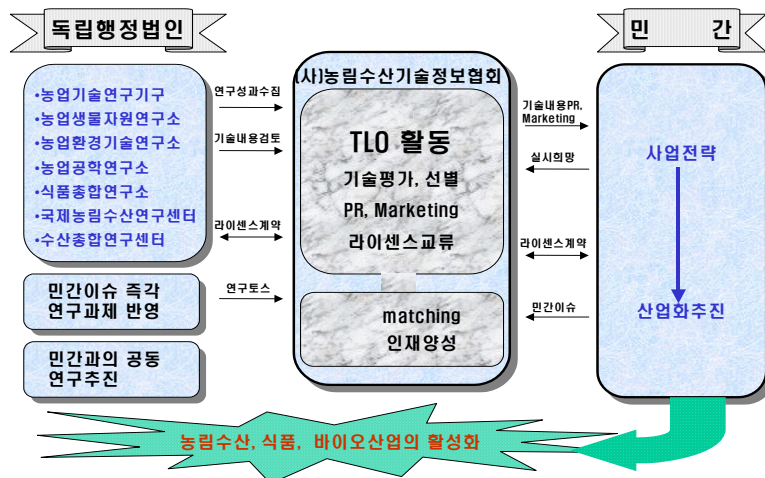 독립행정법인
•농업기술연구기구
•농업생물자원연구소
•농업환경기술연구소
•농업공학연구소
•식품총합연구소
•국제농림수산연구센터
•수산총합연구센터
민간이슈 즉각
연구과제 반영
민간과의 공동
연구추진
연구성과수집
기술내용검토
라이센스계약
연구토스
(사)농림수산기술정보협회
TLO 활동
기술평가, 선별
PR, Marketing
라이센스교류
matching
인재양성
기술내용PR,
Marketing
실시희망
라이센스계약
민간이슈
민 간
사업전략
산업화추진
농림수산, 식품, 바이오산업의 활성화